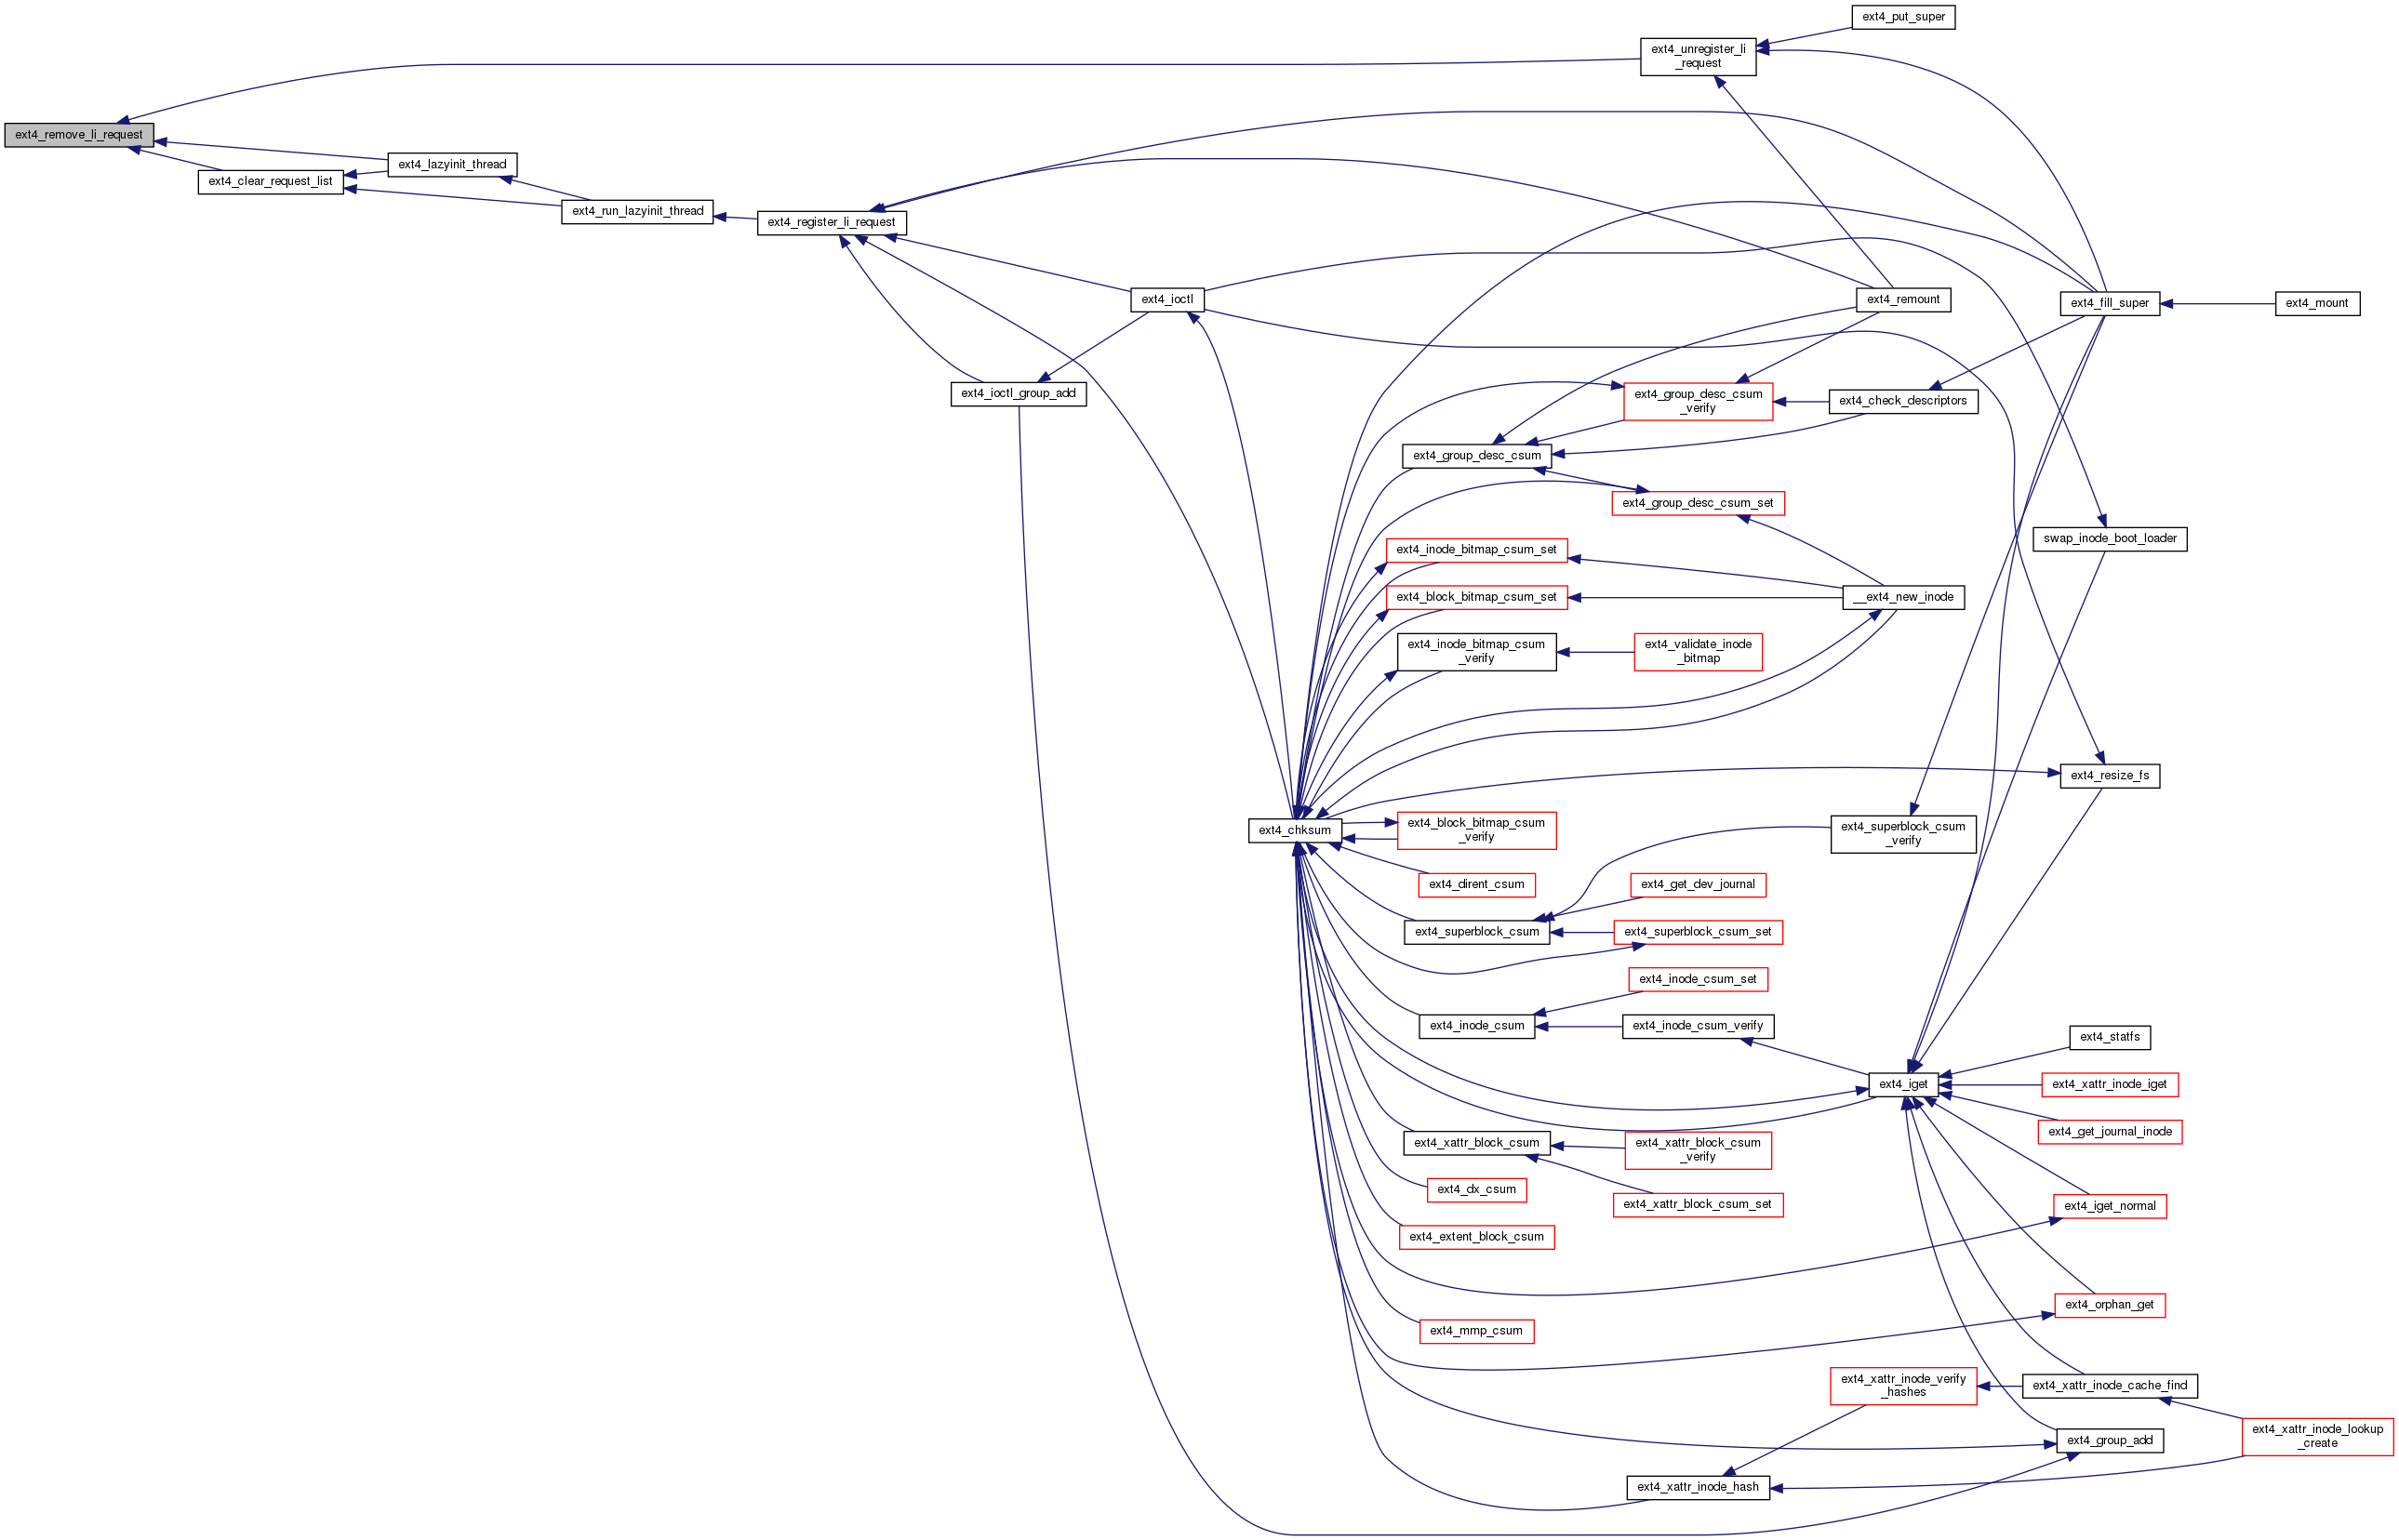 ext4_put_super
ext4_unregister_li
_request
ext4_remove_li_request
ext4_lazyinit_thread
ext4_clear_request_list
ext4_run_lazyinit_thread
ext4_register_li_request
ext4_ioctl
ext4_remount
ext4_fill_super
ext4_mount
ext4_ioctl_group_add
ext4_group_desc_csum
_verify
ext4_check_descriptors
ext4_group_desc_csum
ext4_group_desc_csum_set
swap_inode_boot_loader
ext4_inode_bitmap_csum_set
ext4_block_bitmap_csum_set
__ext4_new_inode
ext4_inode_bitmap_csum
_verify
ext4_validate_inode
_bitmap
ext4_resize_fs
ext4_chksum
ext4_block_bitmap_csum
_verify
ext4_superblock_csum
_verify
ext4_dirent_csum
ext4_get_dev_journal
ext4_superblock_csum
ext4_superblock_csum_set
ext4_inode_csum_set
ext4_inode_csum
ext4_inode_csum_verify
ext4_statfs
ext4_iget
ext4_xattr_inode_iget
ext4_get_journal_inode
ext4_xattr_block_csum
ext4_xattr_block_csum
_verify
ext4_dx_csum
ext4_xattr_block_csum_set
ext4_iget_normal
ext4_extent_block_csum
ext4_orphan_get
ext4_mmp_csum
ext4_xattr_inode_verify
_hashes
ext4_xattr_inode_cache_find
ext4_group_add
ext4_xattr_inode_lookup
_create
ext4_xattr_inode_hash